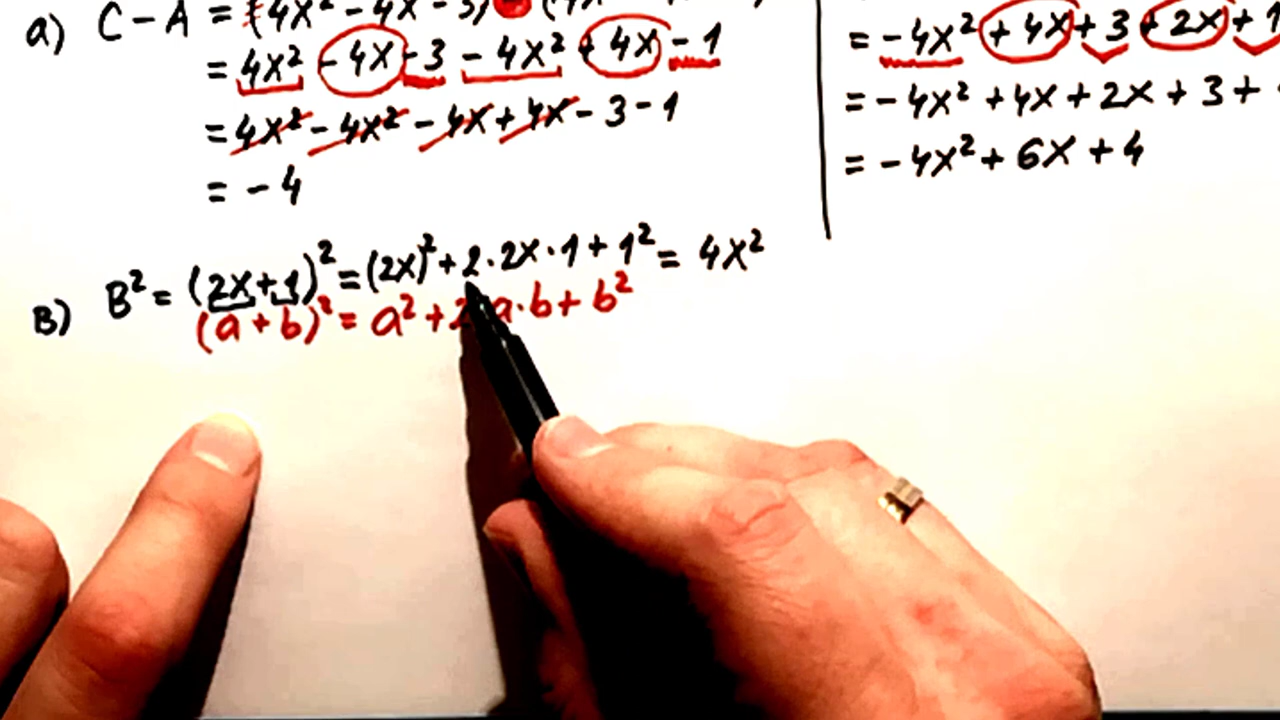 a) C - A = (4x² - 4x - 3)
= 4x² - 4x - 3 - 4x² + 4x - 1
= 4x² - 4x² - 4x + 4x - 3 - 1
= - 4
= - 4x² + 4x + 3 + 2x + 1
= - 4x² + 4x + 2x + 3 +
= - 4x² + 6x + 4
B) B² = (2x + 1)² = (2x)² + 2 · 2x · 1 + 1² = 4x²
(a + b)² = a² + 2 a · b + b²